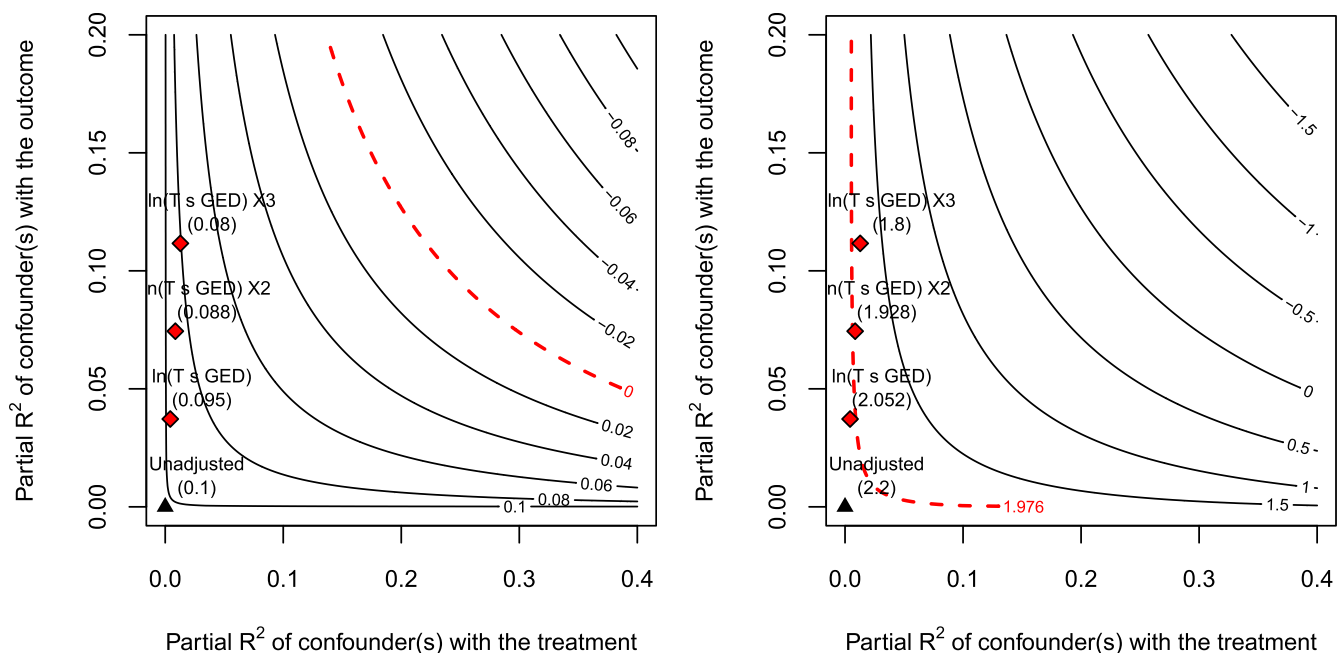 Partial R² of confounder(s) with the outcome
0.20
0.15
0.10
0.05
0.00
ln(T s GED) X3
(0.08)
n(T s GED) X2
(0.088)
ln(T s GED)
(0.095)
Unadjusted
(0.1)
−0.08
−0.06
−0.04
−0.02
0
0.02
0.04
0.06
0.08
0.1
0.0 0.1 0.2 0.3 0.4
Partial R² of confounder(s) with the treatment
Partial R² of confounder(s) with the outcome
0.20
0.15
0.10
0.05
0.00
ln(T s GED) X3
(1.8)
n(T s GED) X2
(1.928)
ln(T s GED)
(2.052)
Unadjusted
(2.2)
−1.5
−1
−0.5
0
0.5
1
1.5
1.976
0.0 0.1 0.2 0.3 0.4
Partial R² of confounder(s) with the treatment